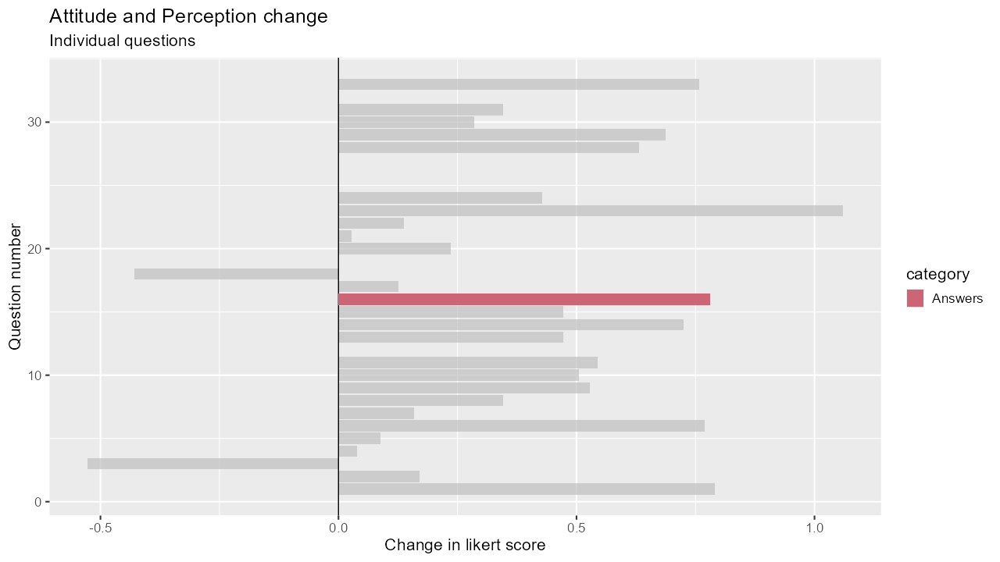 Attitude and Perception change
Individual questions
30
20
10
0
Question number
-0.5
0.0
0.5
1.0
Change in likert score
category
Answers